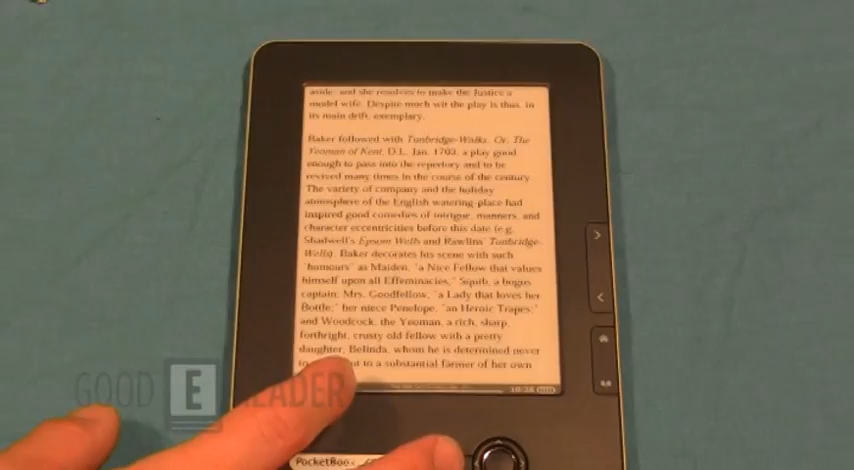 aside, and she resolves to make the Justice a
model wife. Despite much wit the play is thus, in
its main drift, exemplary.
Baker followed with Tunbridge-Walks, Or, The
Yeoman of Kent, D.L. Jan. 1703, a play good
enough to pass into the repertory and to be
revived many times in the course of the century.
The variety of company and the holiday
atmosphere of the English watering-place had
inspired good comedies of intrigue, manners, and
character eccentricities before this date (e.g.
Shadwell's Epsom Wells and Rawlins' Tunbridge-
Wells). Baker decorates his scene with such
"humours" as Maiden, "a Nice Fellow that values
himself upon all Effeminacies;" Squib, a bogus
captain; Mrs. Goodfellow, "a Lady that loves her
Bottle;" her niece Penelope, "an Heroic Trapes;"
and Woodcock, the Yeoman, a rich, sharp,
forthright, crusty old fellow with a pretty
daughter, Belinda, whom he is determined never
to a substantial farmer of her own
10:38
GOOD E READER
PocketBook